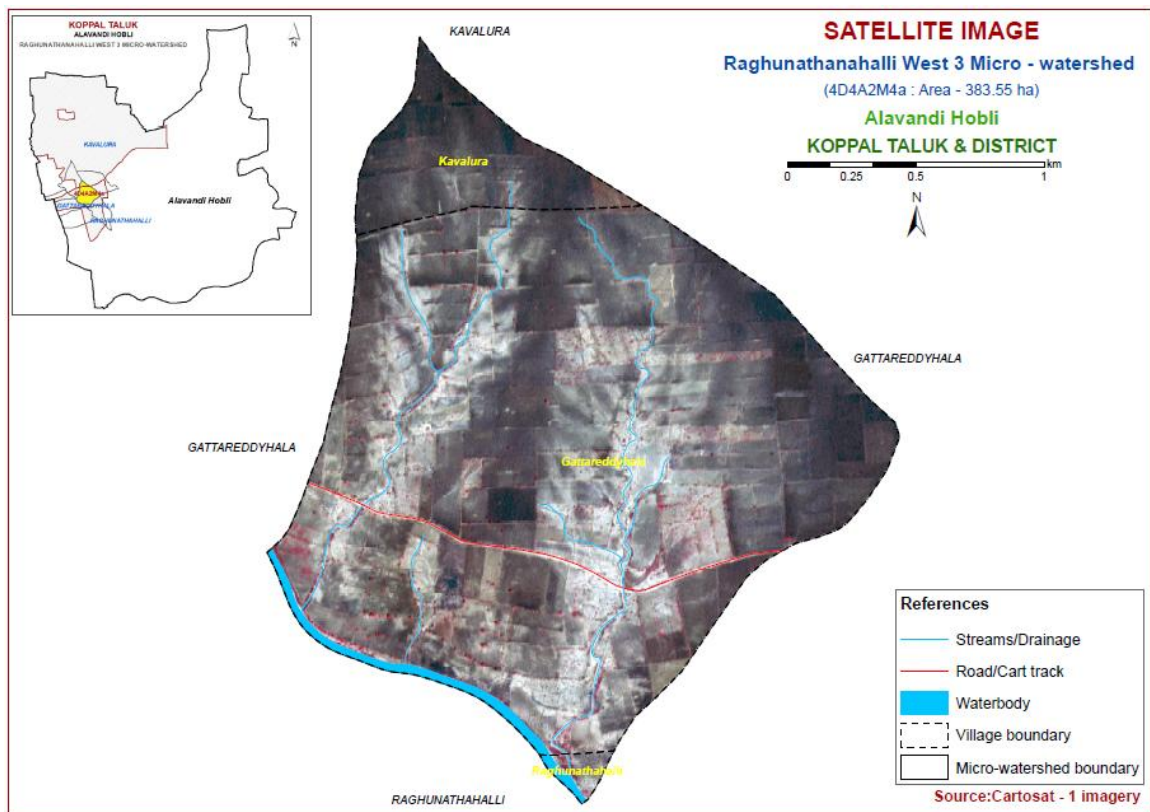 KOPPAL TALUK
ALAVANDI HOBLI
RAGHUNATHANAHALLI WEST 3 MICRO-WATERSHED
N
KAVALURA
4D4A2M4a
GATTAREDDYHALA
RAGHUNATHAHALLI
Alavandi Hobli
SATELLITE IMAGE
Raghunathanahalli West 3 Micro - watershed
(4D4A2M4a : Area - 383.55 ha)
Alavandi Hobli
KOPPAL TALUK & DISTRICT
km
0 0.25 0.5 1
N
KAVALURA
Kavalura
GATTAREDDYHALA
GATTAREDDYHALA
Gattareddyhala
Raghunathahalli
RAGHUNATHAHALLI
References
Streams/Drainage
Road/Cart track
Waterbody
Village boundary
Micro-watershed boundary
Source:Cartosat - 1 imagery